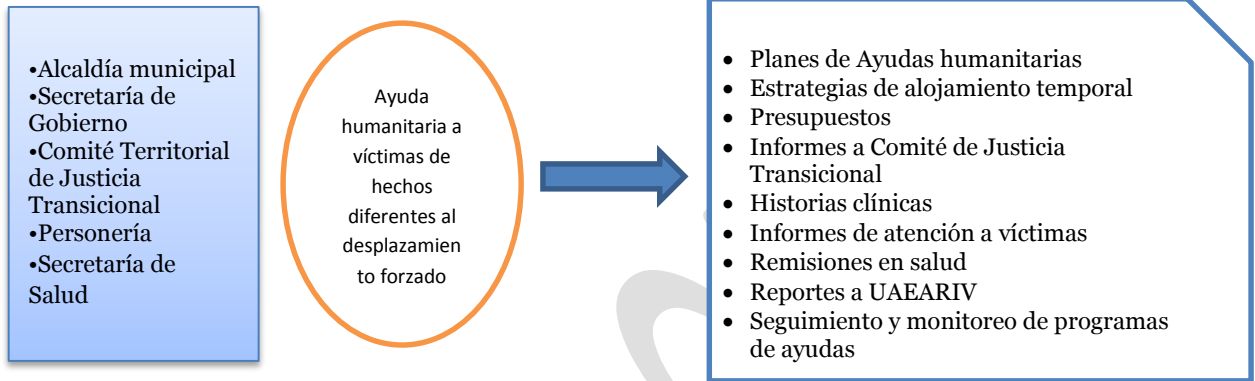 •Alcaldía municipal
•Secretaría de
Gobierno
•Comité Territorial
de Justicia
Transicional
•Personería
•Secretaría de
Salud
Ayuda
humanitaria a
víctimas de
hechos
diferentes al
desplazamien
to forzado
• Planes de Ayudas humanitarias
• Estrategias de alojamiento temporal
• Presupuestos
• Informes a Comité de Justicia
Transicional
• Historias clínicas
• Informes de atención a víctimas
• Remisiones en salud
• Reportes a UAEARIV
• Seguimiento y monitoreo de programas
de ayudas